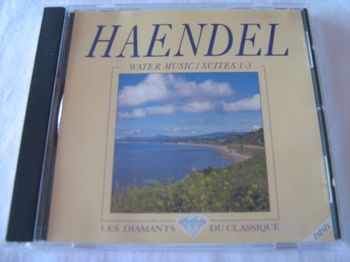 HAENDEL
WATER MUSIC / SUITES 1-3
LES DIAMANTS DU CLASSIQUE
DDD